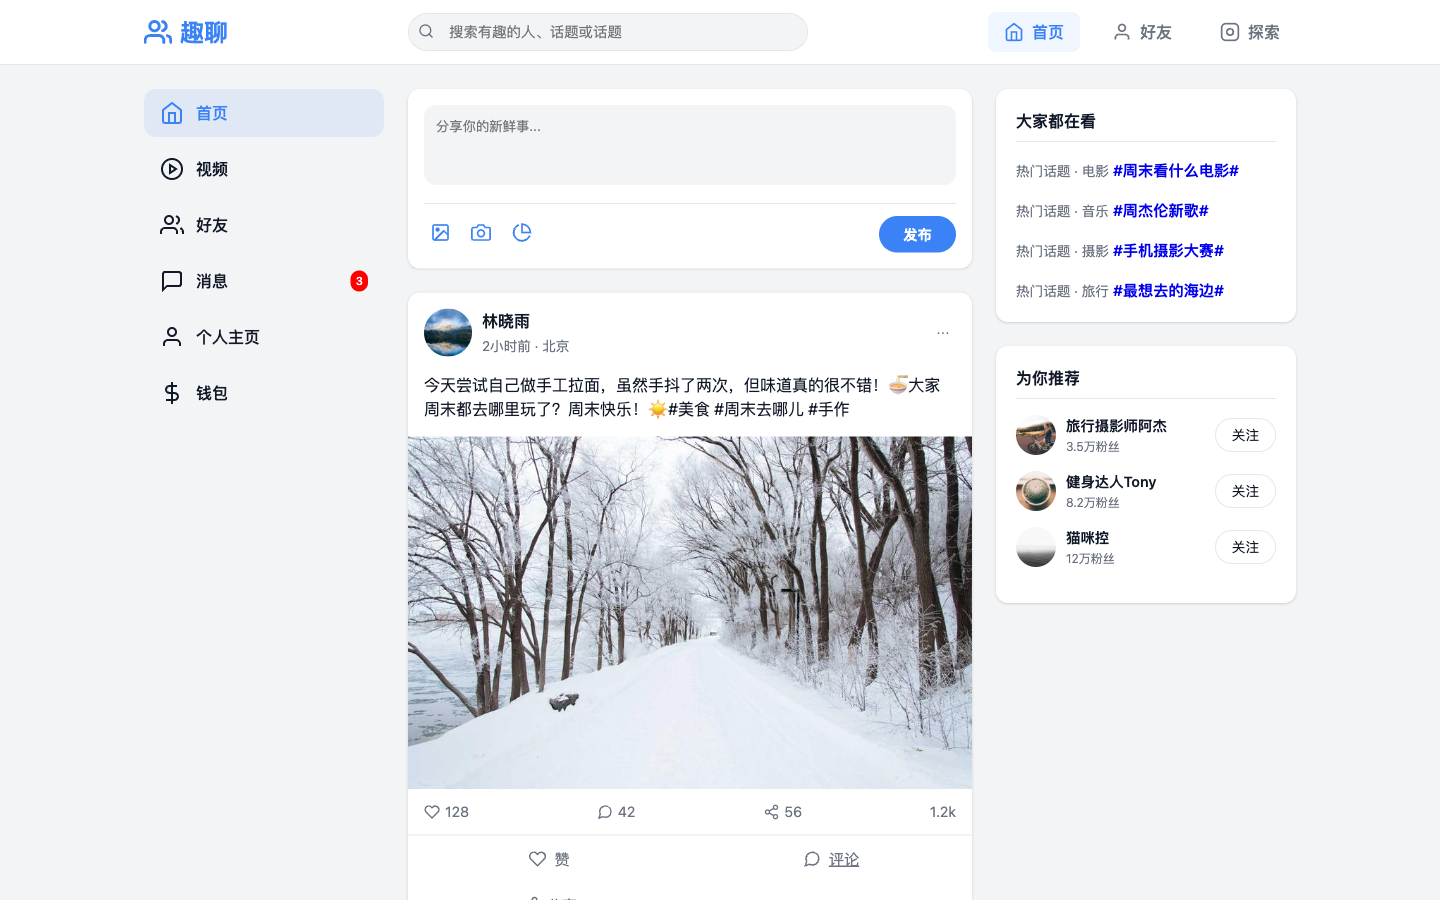 趣聊
搜索有趣的人、话题或话题
首页
好友
探索
首页
视频
好友
消息
3
个人主页
钱包
分享你的新鲜事...
发布
林晓雨
2小时前 · 北京
...
今天尝试自己做手工拉面，虽然手抖了两次，但味道真的很不错！🍜大家
周末都去哪里玩了？周末快乐！☀️#美食 #周末去哪儿 #手作
128
42
56
1.2k
赞
评论
大家都在看
热门话题 · 电影 #周末看什么电影#
热门话题 · 音乐 #周杰伦新歌#
热门话题 · 摄影 #手机摄影大赛#
热门话题 · 旅行 #最想去的海边#
为你推荐
旅行摄影师阿杰
3.5万粉丝
关注
健身达人Tony
8.2万粉丝
关注
猫咪控
12万粉丝
关注